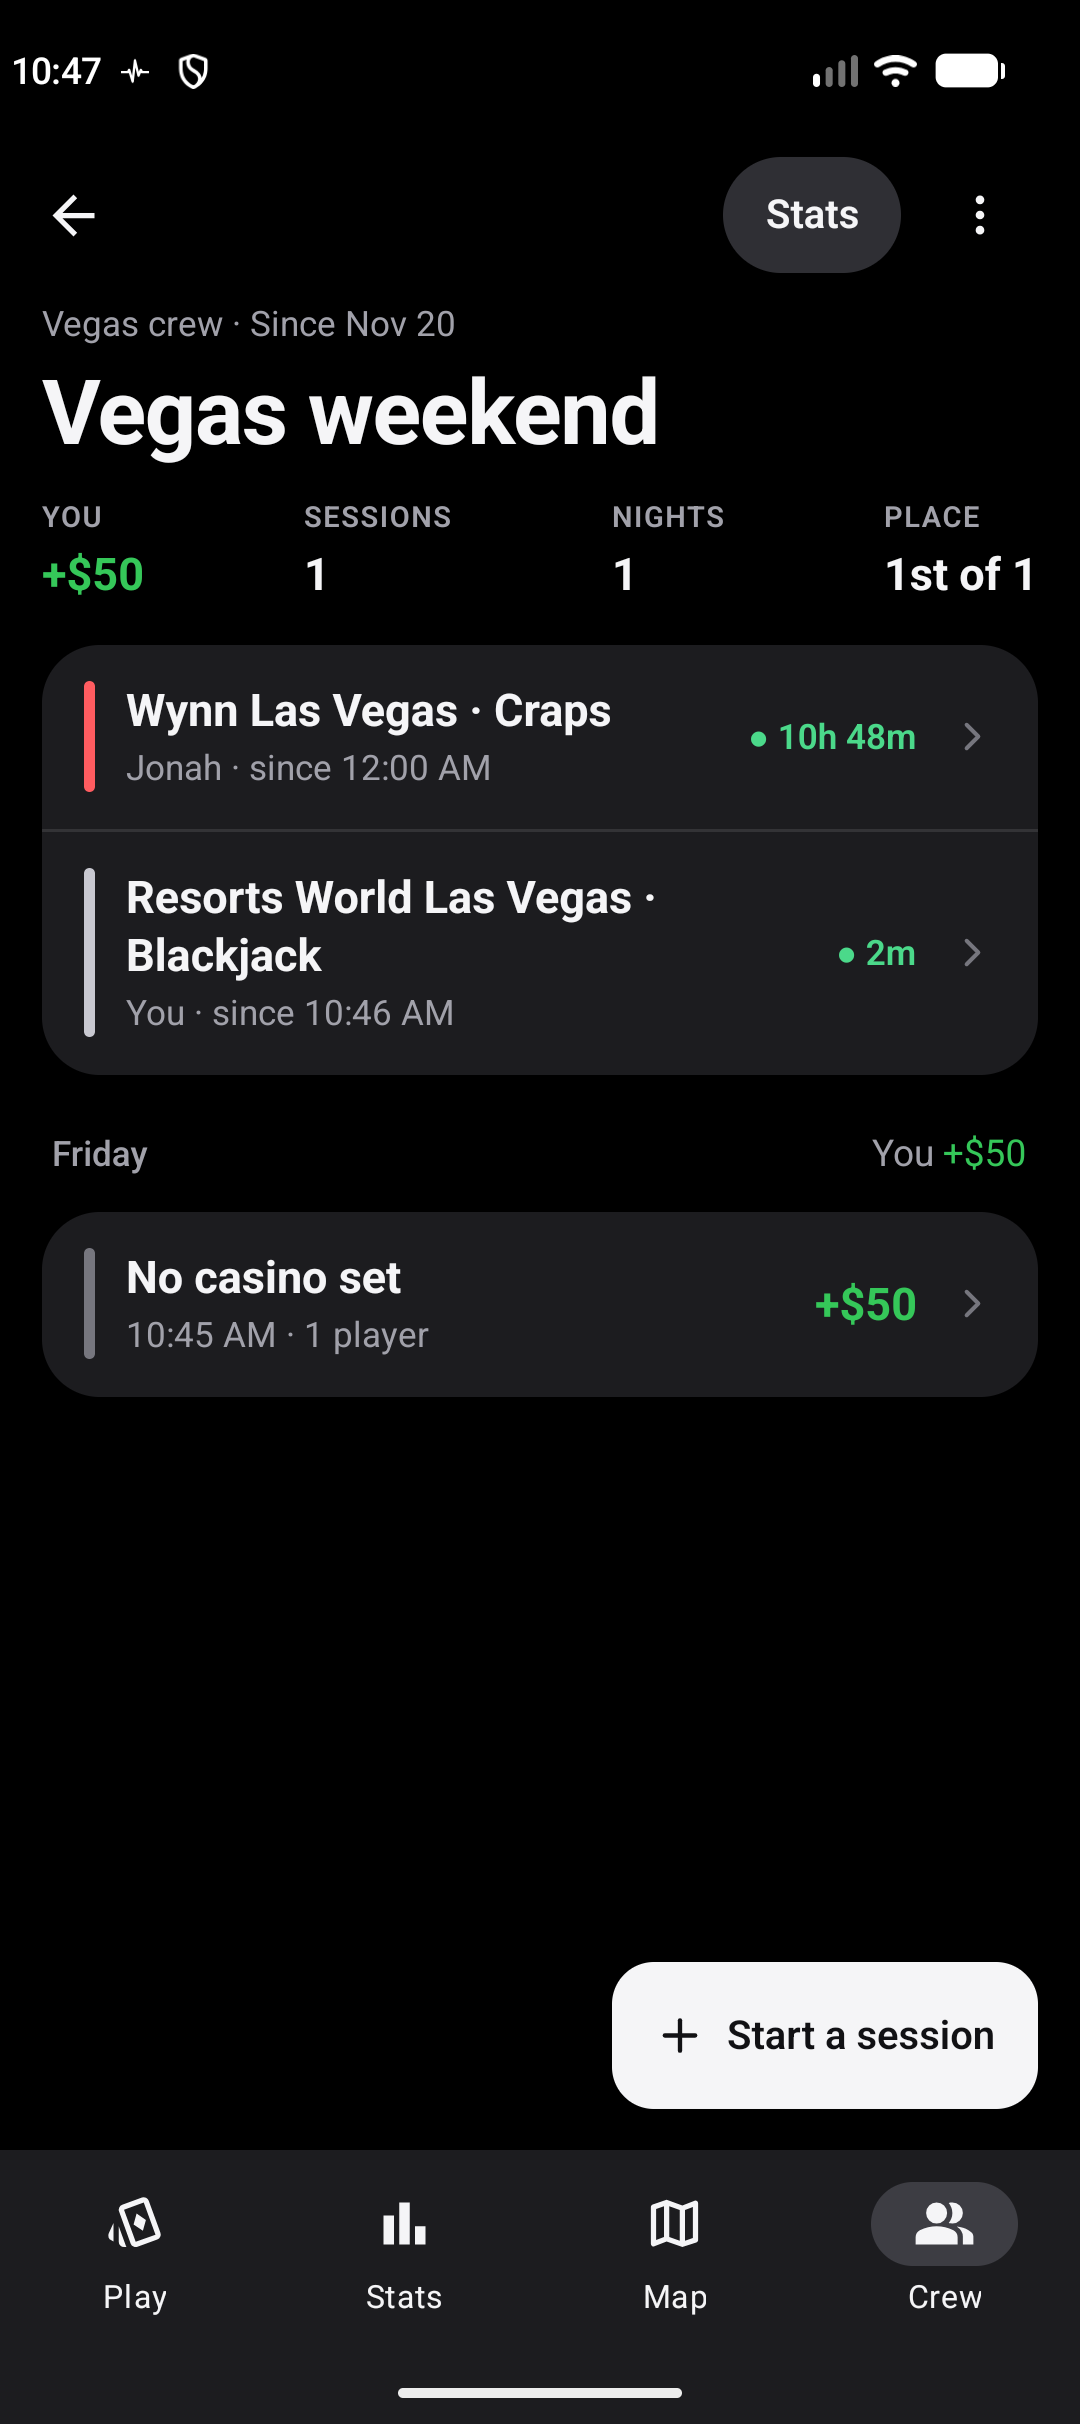 10:47
Stats
Vegas crew · Since Nov 20
Vegas weekend
YOU SESSIONS NIGHTS PLACE
+$50 1 1 1st of 1
Wynn Las Vegas · Craps
Jonah · since 12:00 AM
10h 48m
Resorts World Las Vegas ·
Blackjack
You · since 10:46 AM
2m
Friday You +$50
No casino set
10:45 AM · 1 player
+$50
Start a session
Play Stats Map Crew